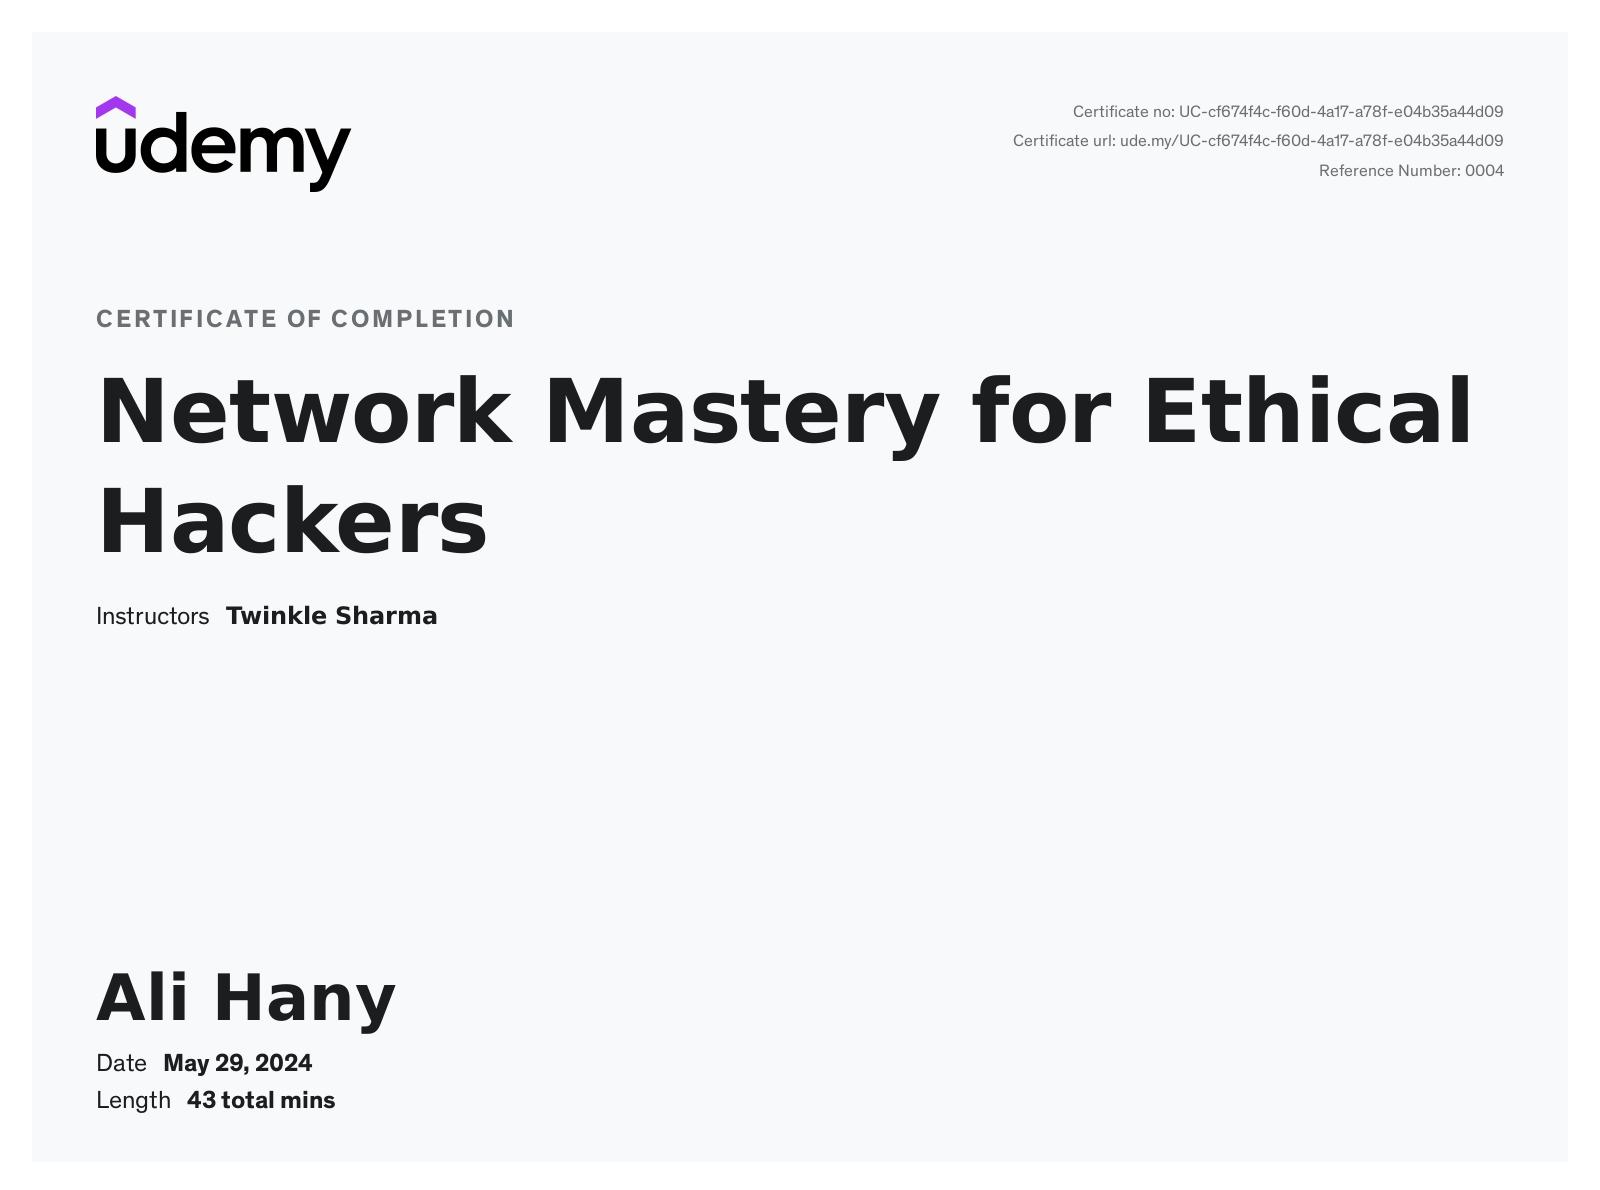 udemy
Certificate no: UC-cf674f4c-f60d-4a17-a78f-e04b35a44d09
Certificate url: ude.my/UC-cf674f4c-f60d-4a17-a78f-e04b35a44d09
Reference Number: 0004
CERTIFICATE OF COMPLETION
Network Mastery for Ethical
Hackers
Instructors Twinkle Sharma
Ali Hany
Date May 29, 2024
Length 43 total mins